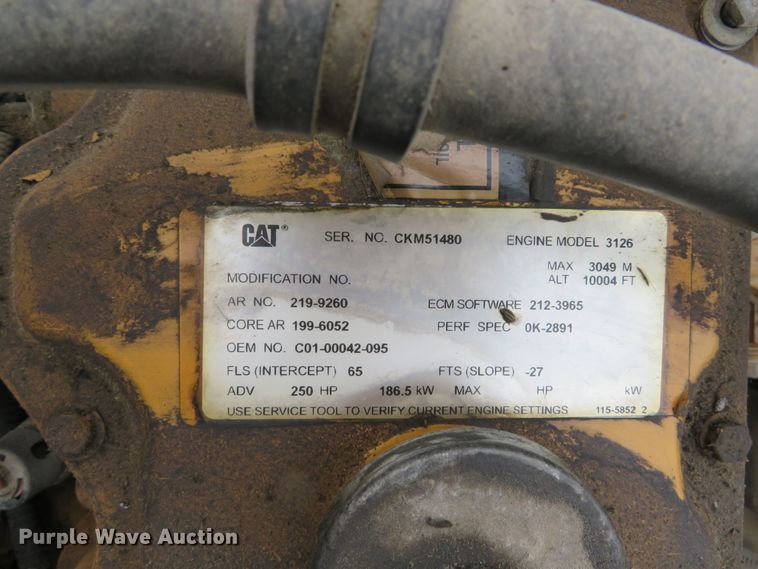 CAT® SER. NO. CKM51480 ENGINE MODEL 3126
MAX 3049 M
MODIFICATION NO. ALT 10004 FT
AR NO. 219-9260 ECM SOFTWARE 212-3965
CORE AR 199-6052 PERF SPEC 0K-2891
OEM NO. C01-00042-095
FLS (INTERCEPT) 65 FTS (SLOPE) -27
ADV 250 HP 186.5 kW MAX HP kW
USE SERVICE TOOL TO VERIFY CURRENT ENGINE SETTINGS 115-5852 2
Purple Wave Auction